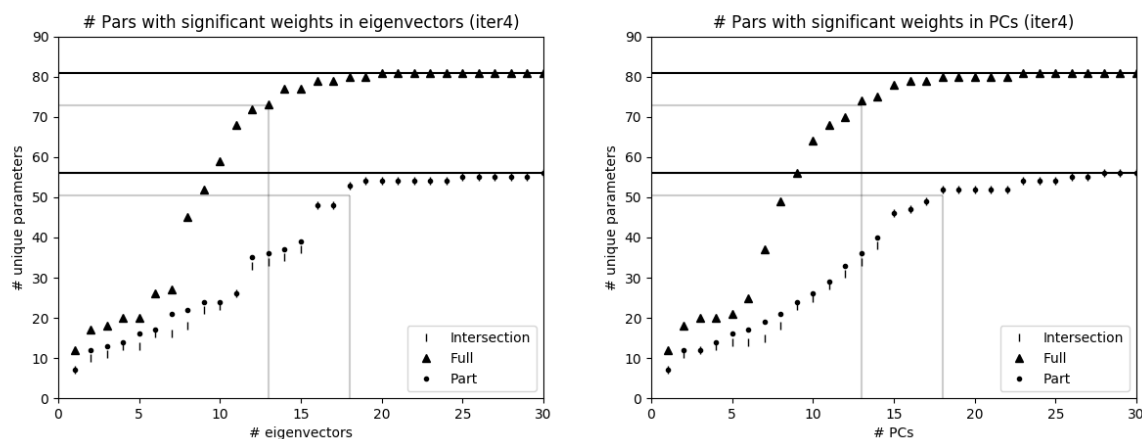 # Pars with significant weights in eigenvectors (iter4)
90
80
70
60
50
40
30
20
10
0
# unique parameters
0 5 10 15 20 25 30
# eigenvectors
Intersection
Full
Part
# Pars with significant weights in PCs (iter4)
90
80
70
60
50
40
30
20
10
0
# unique parameters
0 5 10 15 20 25 30
# PCs
Intersection
Full
Part